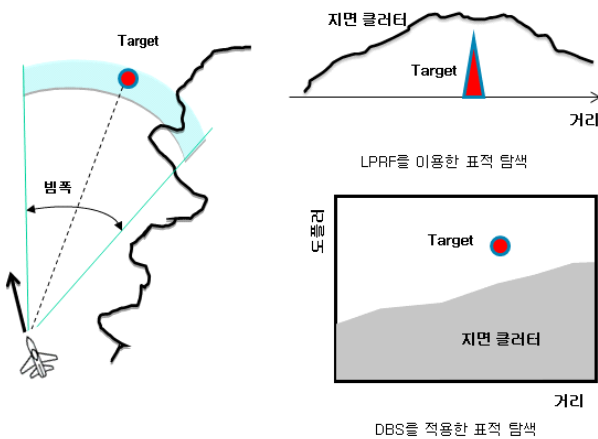 Target
빔폭
지면 클러터
Target
거리
LPRF를 이용한 표적 탐색
도플러
Target
지면 클러터
거리
DBS를 적용한 표적 탐색